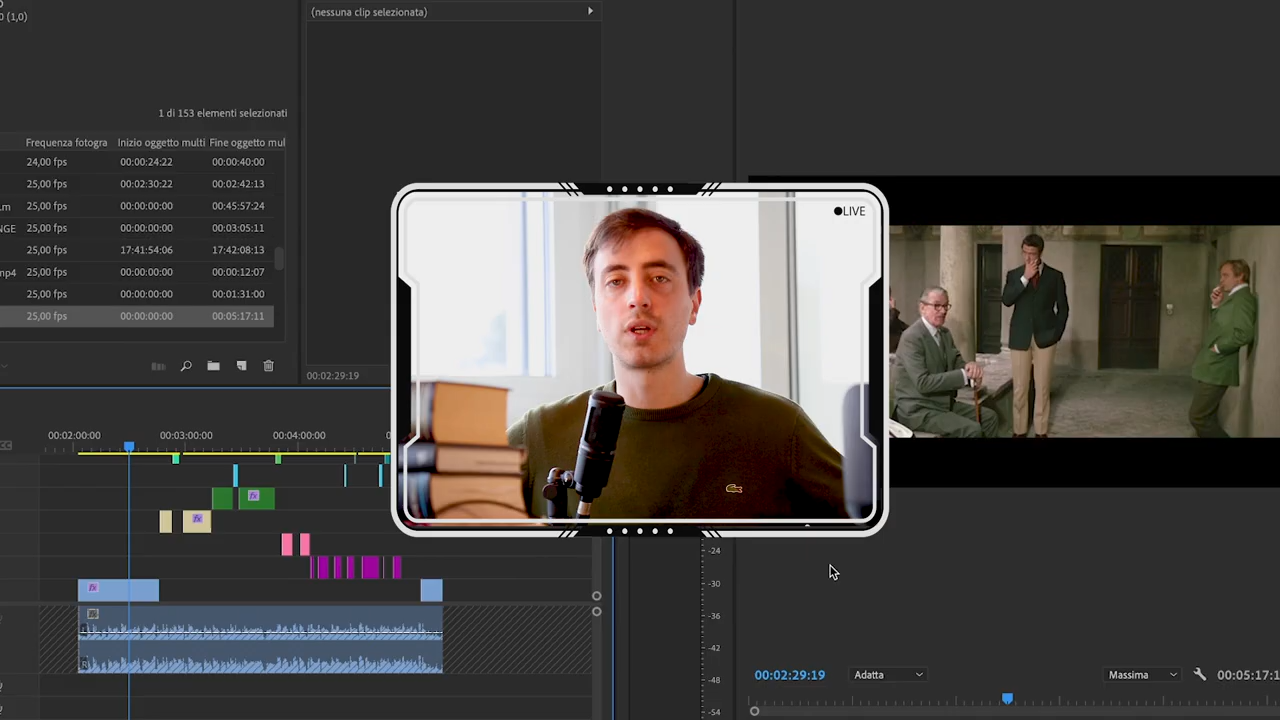 0 (1,0)
(nessuna clip selezionata)
1 di 153 elementi selezionati
Frequenza fotogra Inizio oggetto multi Fine oggetto mul
24,00 fps 00:00:24:22 00:00:40:00
25,00 fps 00:02:30:22 00:02:42:13
.m 25,00 fps 00:00:00:00 00:45:57:24
NGE 25,00 fps 00:00:00:00 00:03:05:11
25,00 fps 17:41:54:06 17:42:08:13
mp4 25,00 fps 00:00:00:00 00:00:12:07
25,00 fps 00:00:00:00 00:01:31:00
25,00 fps 00:00:00:00 00:05:17:11
LIVE
00:02:29:19
00:02:00:00 00:03:00:00 00:04:00:00
fx
fx
fx
fx
R
-24
-30
-36
-42
-48
-54
00:02:29:19 Adatta Massima 00:05:17:1